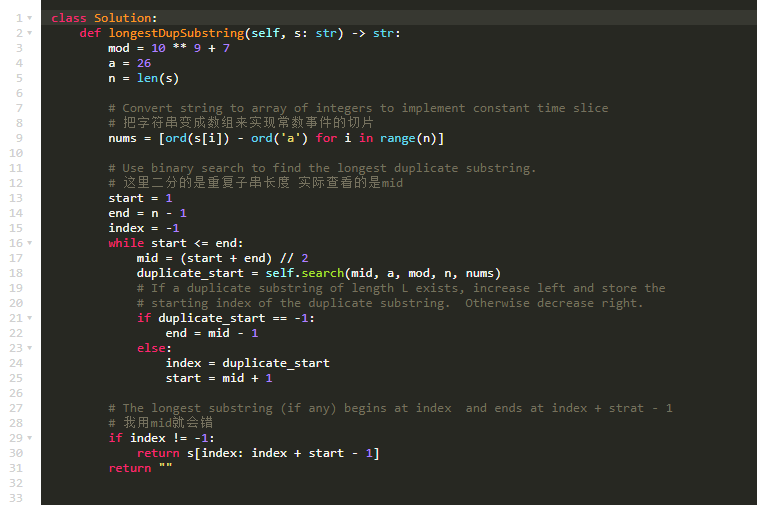 1 class Solution:
2 def longestDupSubstring(self, s: str) -> str:
3 mod = 10 ** 9 + 7
4 a = 26
5 n = len(s)
6
7 # Convert string to array of integers to implement constant time slice
8 # 把字符串变成数组来实现常数事件的切片
9 nums = [ord(s[i]) - ord('a') for i in range(n)]
10
11 # Use binary search to find the longest duplicate substring.
12 # 这里二分的是重复子串长度 实际查看的是mid
13 start = 1
14 end = n - 1
15 index = -1
16 while start <= end:
17 mid = (start + end) // 2
18 duplicate_start = self.search(mid, a, mod, n, nums)
19 # If a duplicate substring of length L exists, increase left and store the
20 # starting index of the duplicate substring.  Otherwise decrease right.
21 if duplicate_start == -1:
22 end = mid - 1
23 else:
24 index = duplicate_start
25 start = mid + 1
26
27 # The longest substring (if any) begins at index  and ends at index + strat - 1
28 # 我用mid就会错
29 if index != -1:
30 return s[index: index + start - 1]
31 return ""
32
33